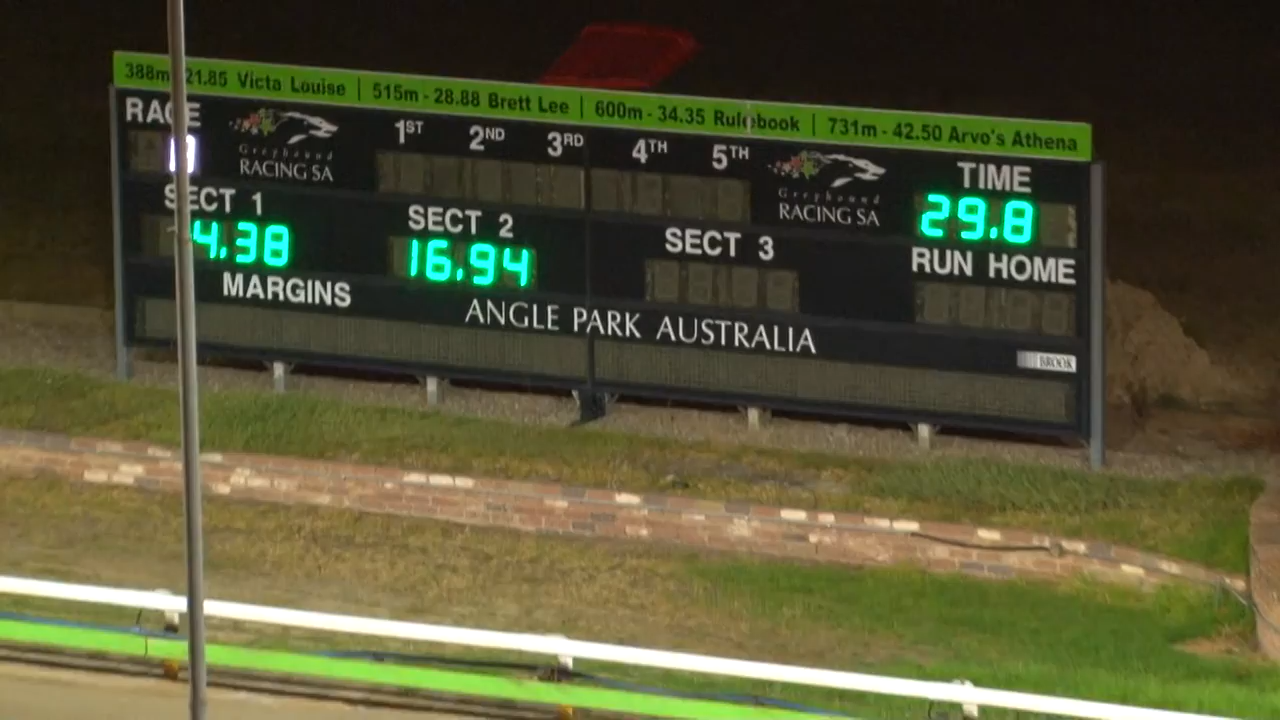 388m - 21.85 Victa Louise | 515m - 28.88 Brett Lee | 600m - 34.35 Rulebook | 731m - 42.50 Arvo's Athena
RACE
Greyhound
RACING SA
1ST 2ND 3RD 4TH 5TH
Greyhound
RACING SA
TIME
29.8
SECT 1
4.38
SECT 2
16.94
SECT 3
RUN HOME
MARGINS
ANGLE PARK AUSTRALIA
BROOK